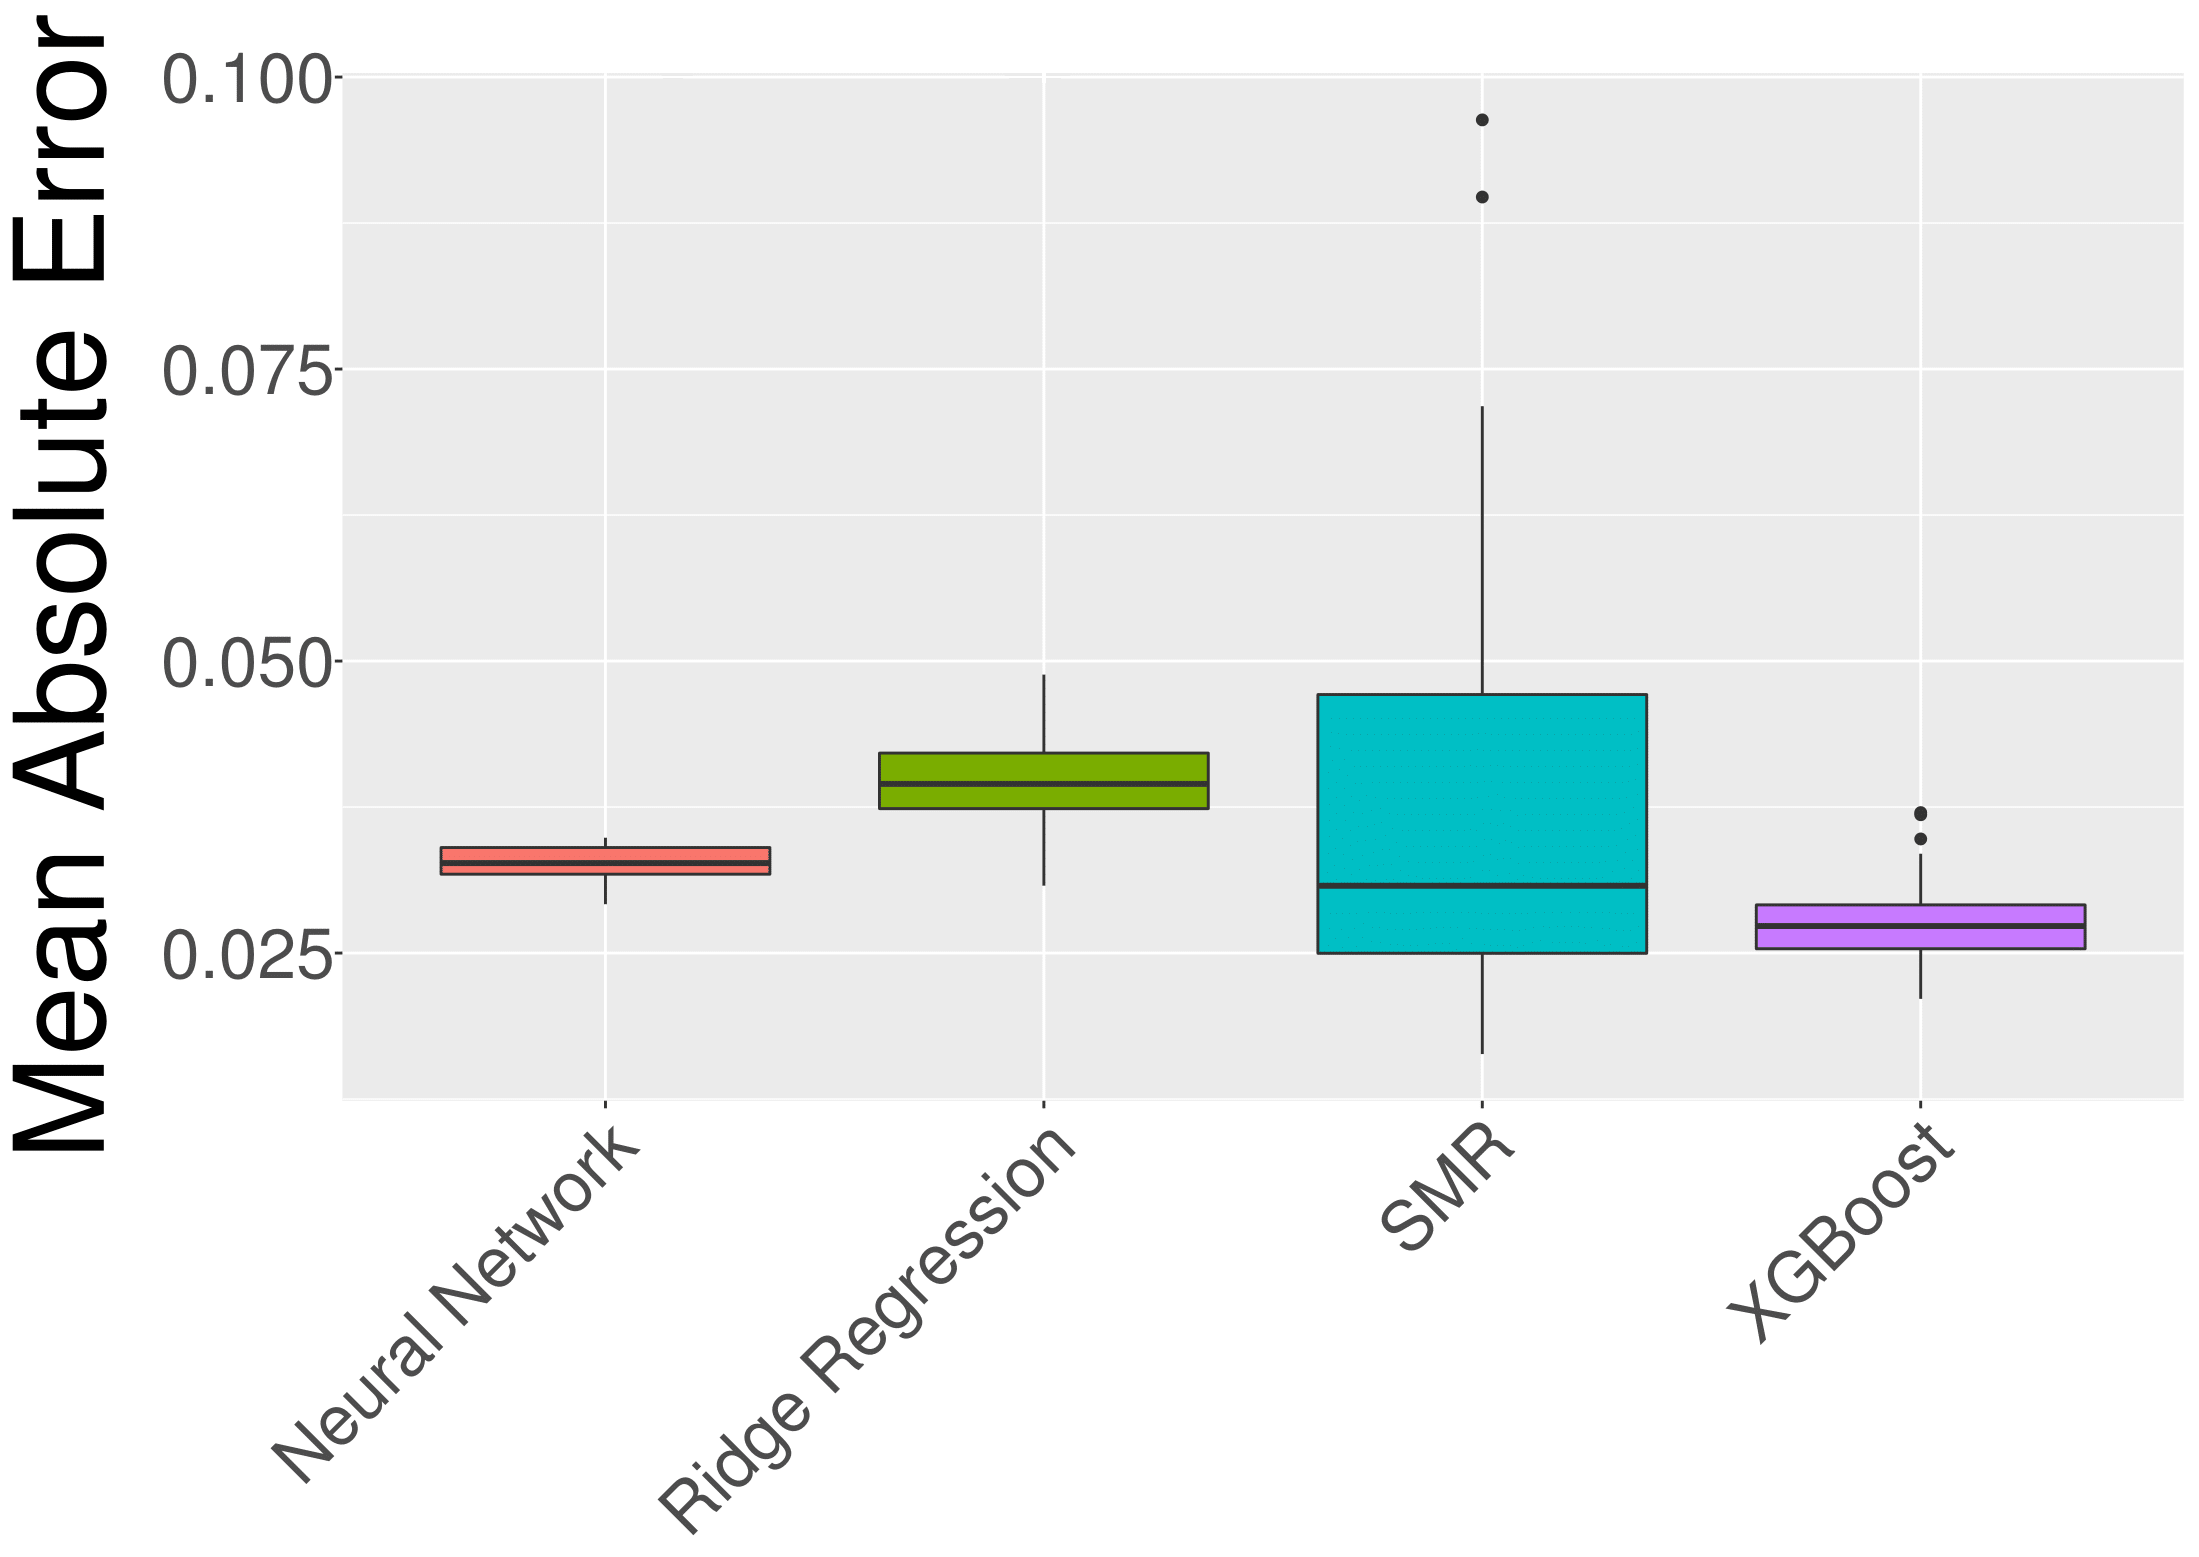 Mean Absolute Error
0.100
0.075
0.050
0.025
Neural Network
Ridge Regression
SMR
XGBoost